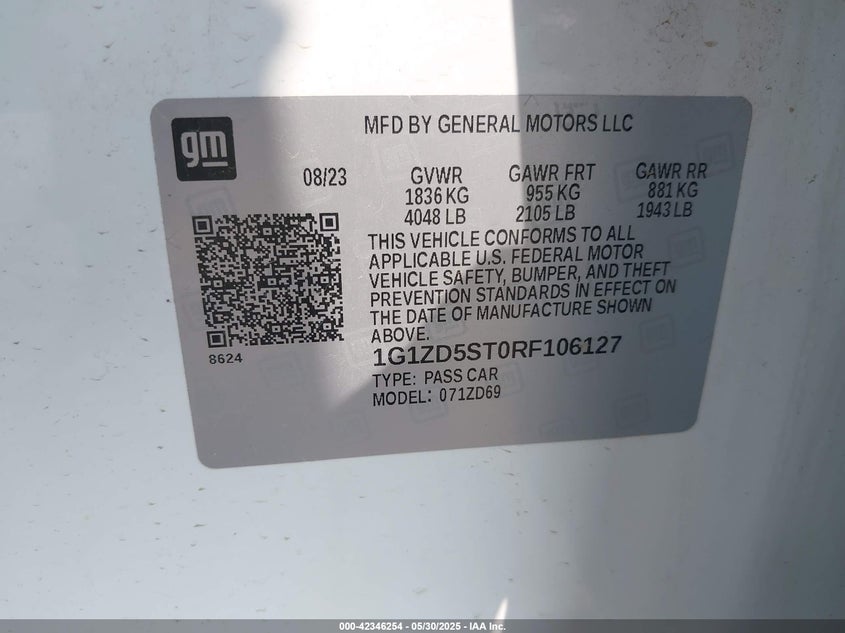 gm
MFD BY GENERAL MOTORS LLC
08/23 GVWR GAWR FRT GAWR RR
1836 KG 955 KG 881 KG
4048 LB 2105 LB 1943 LB
THIS VEHICLE CONFORMS TO ALL
APPLICABLE U.S. FEDERAL MOTOR
VEHICLE SAFETY, BUMPER, AND THEFT
PREVENTION STANDARDS IN EFFECT ON
THE DATE OF MANUFACTURE SHOWN
ABOVE.
8624
1G1ZD5ST0RF106127
TYPE: PASS CAR
MODEL: 071ZD69
000-42346254 - 05/30/2025 - IAA Inc.